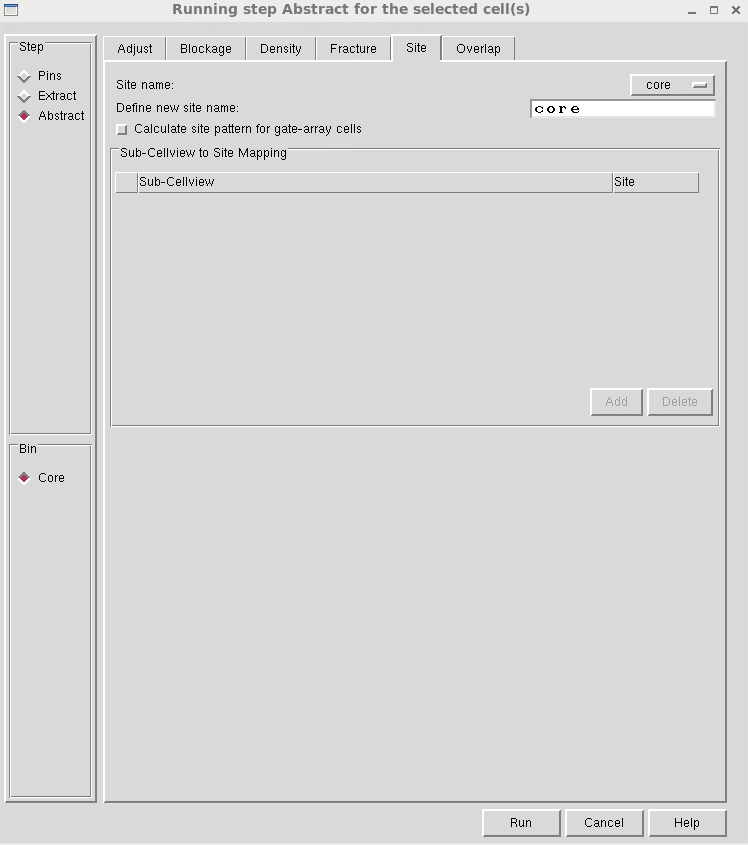 Running step Abstract for the selected cell(s)
Step
Pins
Extract
Abstract
Bin
Core
Adjust Blockage Density Fracture Site Overlap
Site name: core
Define new site name: core
Calculate site pattern for gate-array cells
Sub-Cellview to Site Mapping
Sub-Cellview Site
Add Delete
Run Cancel Help